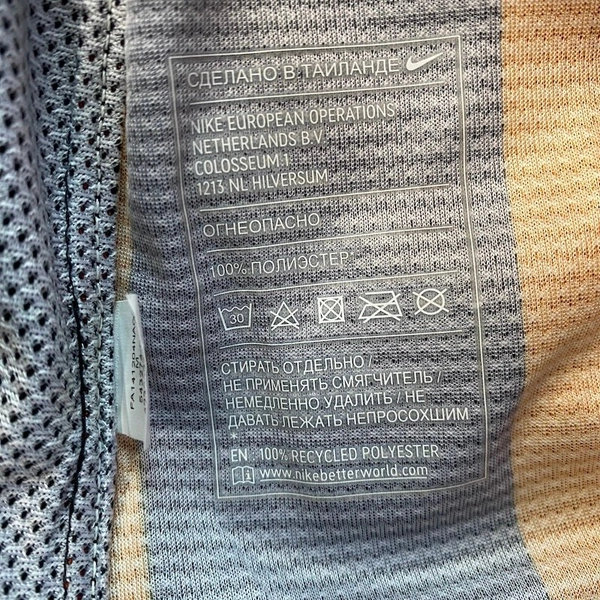 СДЕЛАНО В ТАИЛАНДЕ
NIKE EUROPEAN OPERATIONS
NETHERLANDS B.V.
COLOSSEUM 1
1213 NL HILVERSUM
ОГНЕОПАСНО
100% ПОЛИЭСТЕР*
30
СТИРАТЬ ОТДЕЛЬНО /
НЕ ПРИМЕНЯТЬ СМЯГЧИТЕЛЬ /
НЕМЕДЛЕННО УДАЛИТЬ / НЕ
ДАВАТЬ ЛЕЖАТЬ НЕПРОСОХШИМ
*
EN: 100% RECYCLED POLYESTER
www.nikebetterworld.com